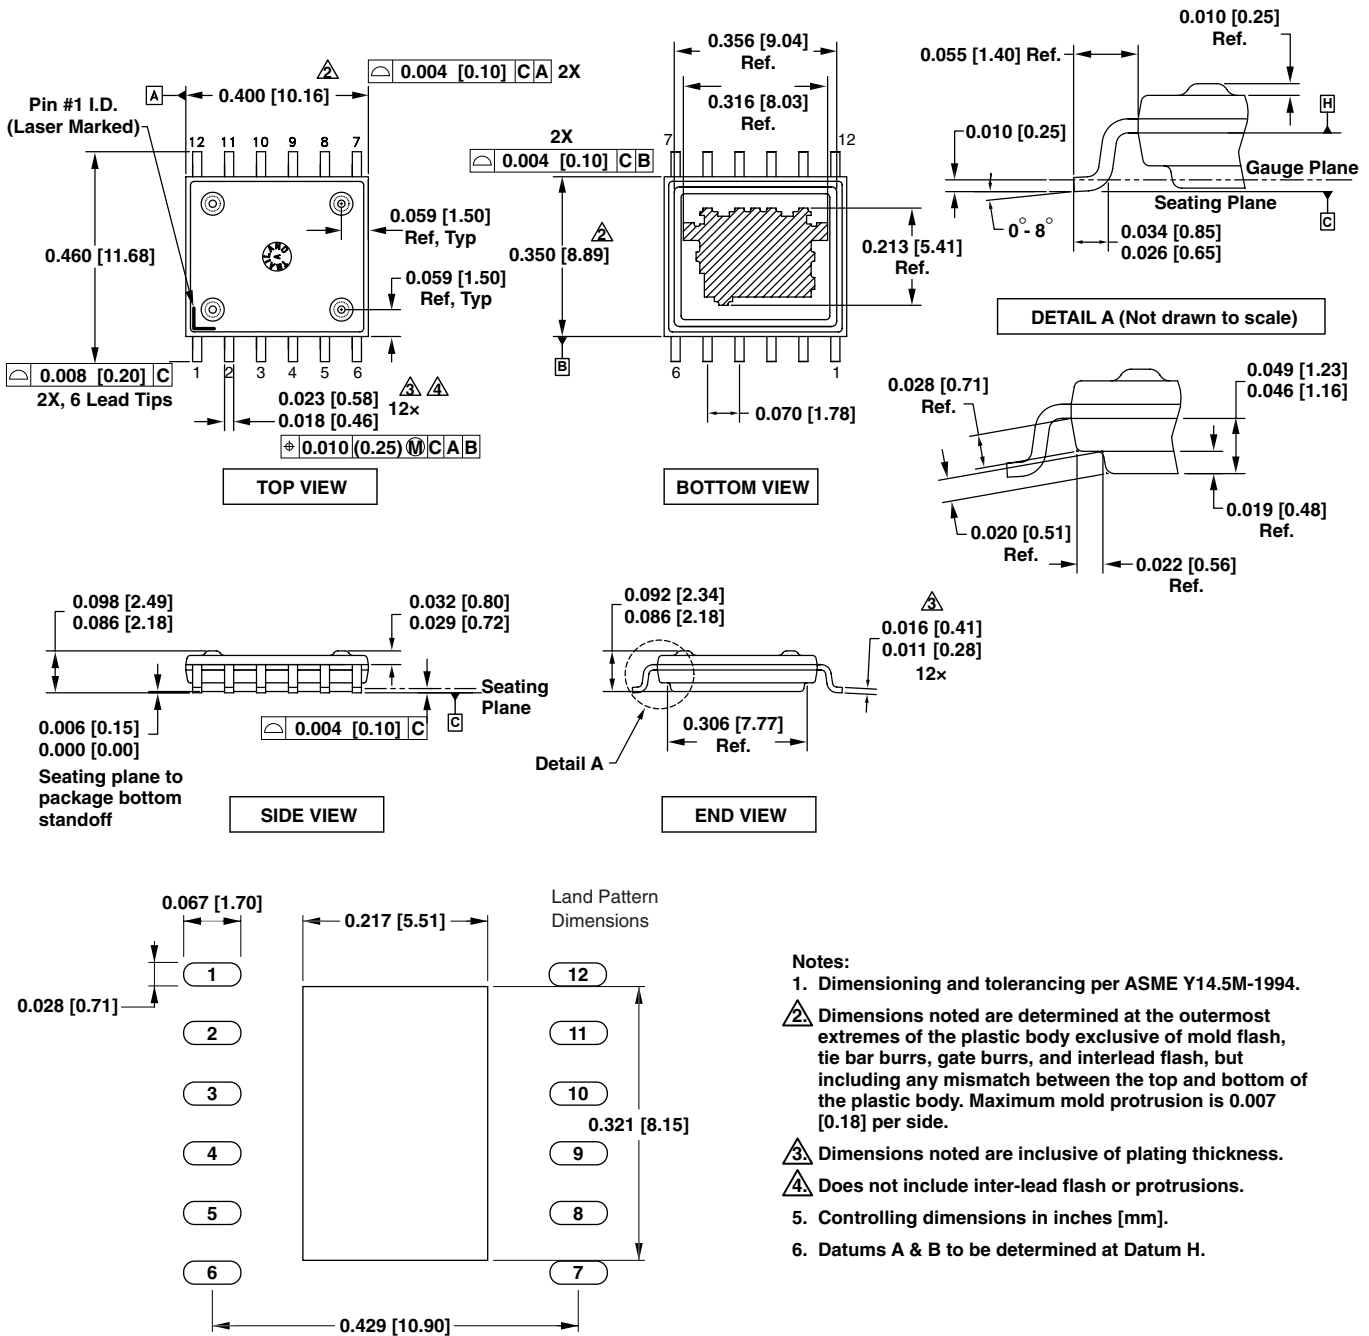 0.004 [0.10] C A 2X
2
A
0.400 [10.16]
Pin #1 I.D.
(Laser Marked)
12 11 10 9 8 7
0.460 [11.68]
0.059 [1.50]
Ref, Typ
0.059 [1.50]
Ref, Typ
0.008 [0.20] C
2X, 6 Lead Tips
1 2 3 4 5 6
0.023 [0.58]
0.018 [0.46]
12×
3 4
0.010 (0.25) M C A B
TOP VIEW
0.356 [9.04]
Ref.
0.316 [8.03]
Ref.
2X
0.004 [0.10] C B
7 12
2
0.350 [8.89]
0.213 [5.41]
Ref.
B
6 1
0.070 [1.78]
BOTTOM VIEW
0.010 [0.25]
Ref.
0.055 [1.40] Ref.
H
0.010 [0.25]
Gauge Plane
Seating Plane
C
0° - 8°
0.034 [0.85]
0.026 [0.65]
DETAIL A (Not drawn to scale)
0.028 [0.71]
Ref.
0.049 [1.23]
0.046 [1.16]
0.020 [0.51]
Ref.
0.019 [0.48]
Ref.
0.022 [0.56]
Ref.
0.098 [2.49]
0.086 [2.18]
0.032 [0.80]
0.029 [0.72]
Seating
Plane
0.006 [0.15]
0.000 [0.00]
Seating plane to
package bottom
standoff
0.004 [0.10] C
C
SIDE VIEW
0.092 [2.34]
0.086 [2.18]
3
0.016 [0.41]
0.011 [0.28]
12×
0.306 [7.77]
Ref.
Detail A
END VIEW
Land Pattern
Dimensions
0.067 [1.70]
0.217 [5.51]
0.028 [0.71]
1 12
2 11
3 10
4 9
5 8
6 7
0.321 [8.15]
0.429 [10.90]
Notes:
1. Dimensioning and tolerancing per ASME Y14.5M-1994.
2. Dimensions noted are determined at the outermost
extremes of the plastic body exclusive of mold flash,
tie bar burrs, gate burrs, and interlead flash, but
including any mismatch between the top and bottom of
the plastic body. Maximum mold protrusion is 0.007
[0.18] per side.
3. Dimensions noted are inclusive of plating thickness.
4. Does not include inter-lead flash or protrusions.
5. Controlling dimensions in inches [mm].
6. Datums A & B to be determined at Datum H.